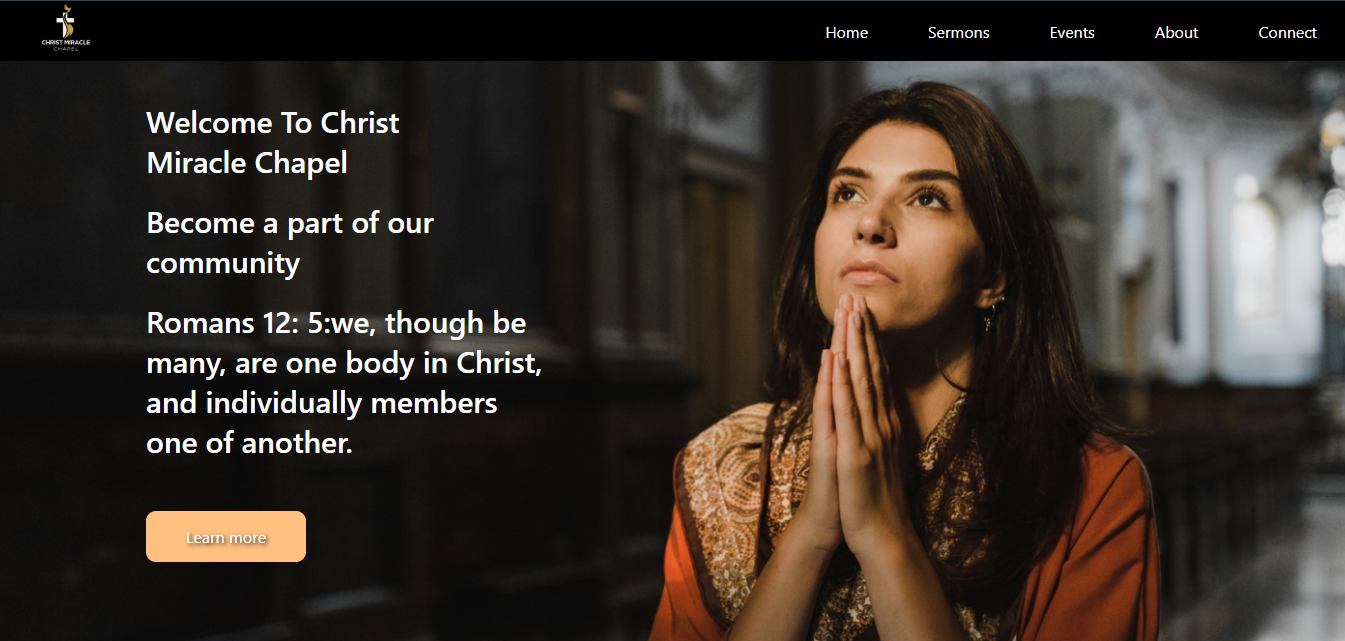 CHRIST MIRACLE
CHAPEL
Home Sermons Events About Connect
Welcome To Christ
Miracle Chapel
Become a part of our
community
Romans 12: 5:we, though be
many, are one body in Christ,
and individually members
one of another.
Learn more